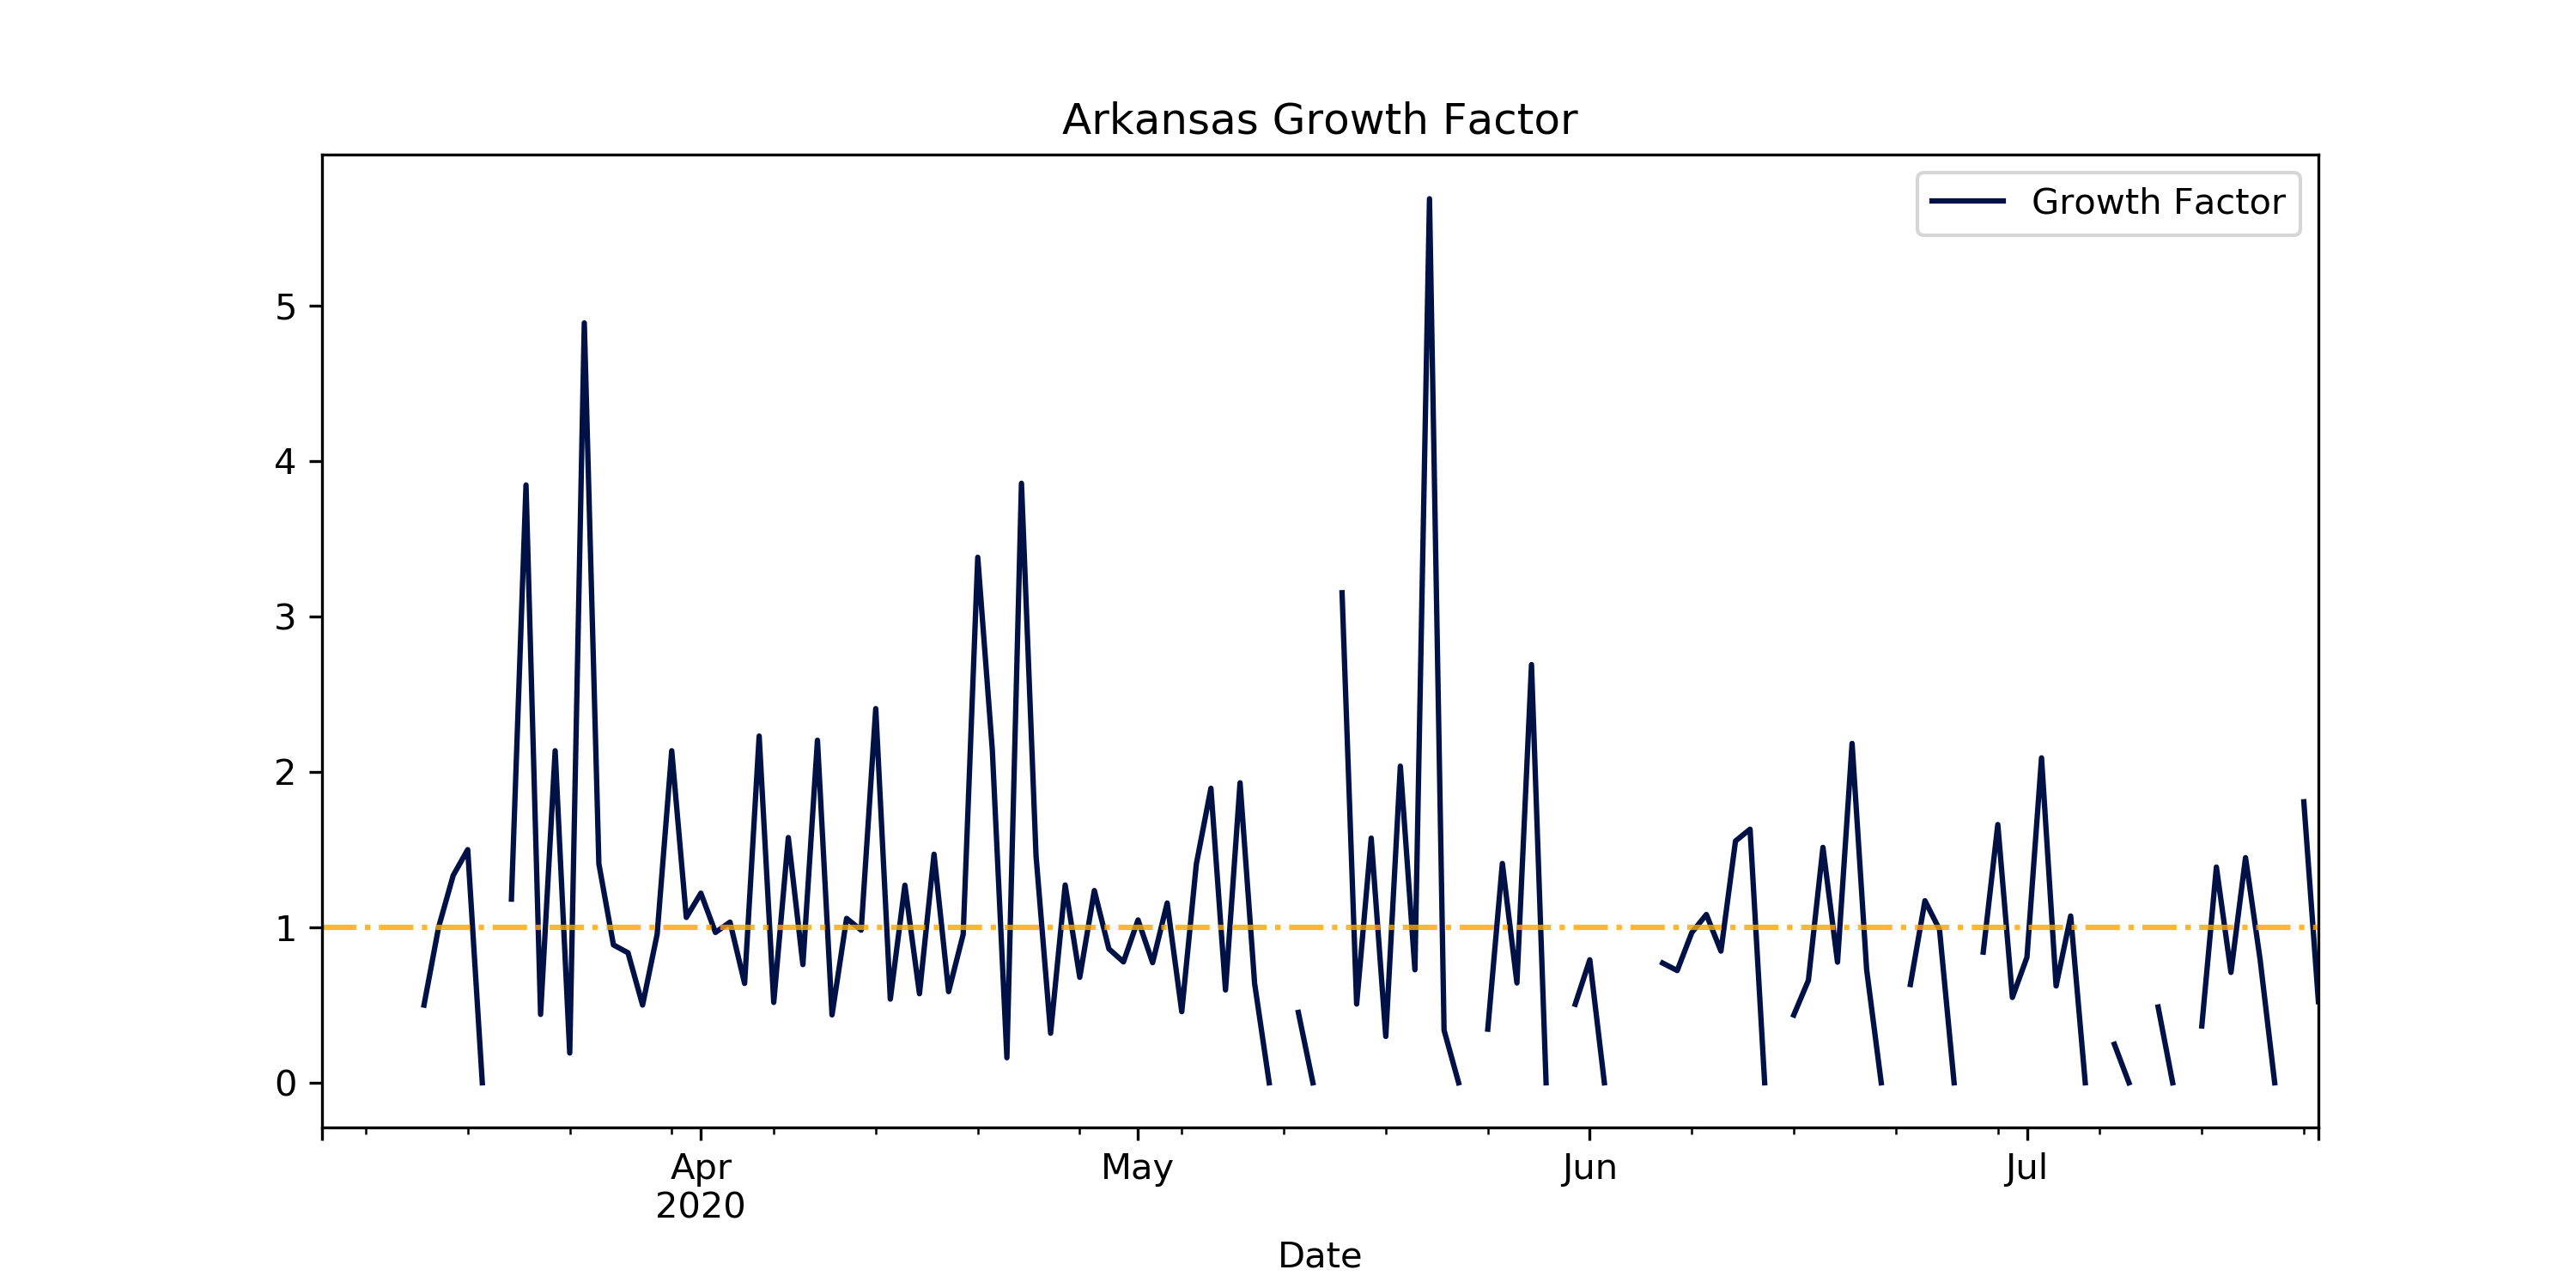 Arkansas Growth Factor
Growth Factor
5
4
3
2
1
0
Apr
2020
May
Jun
Jul
Date